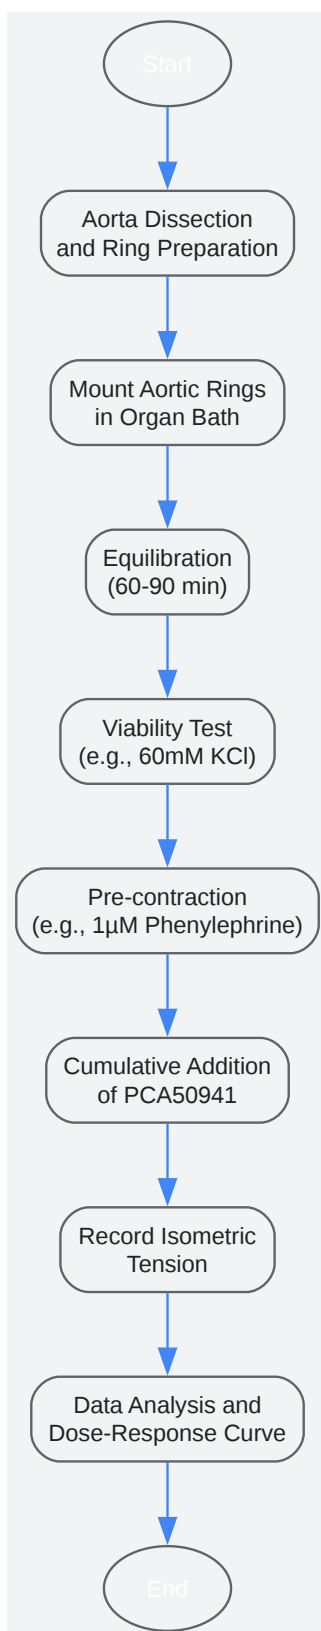 Start
Aorta Dissection
and Ring Preparation
Mount Aortic Rings
in Organ Bath
Equilibration
(60-90 min)
Viability Test
(e.g., 60mM KCl)
Pre-contraction
(e.g., 1µM Phenylephrine)
Cumulative Addition
of PCA50941
Record Isometric
Tension
Data Analysis and
Dose-Response Curve
End